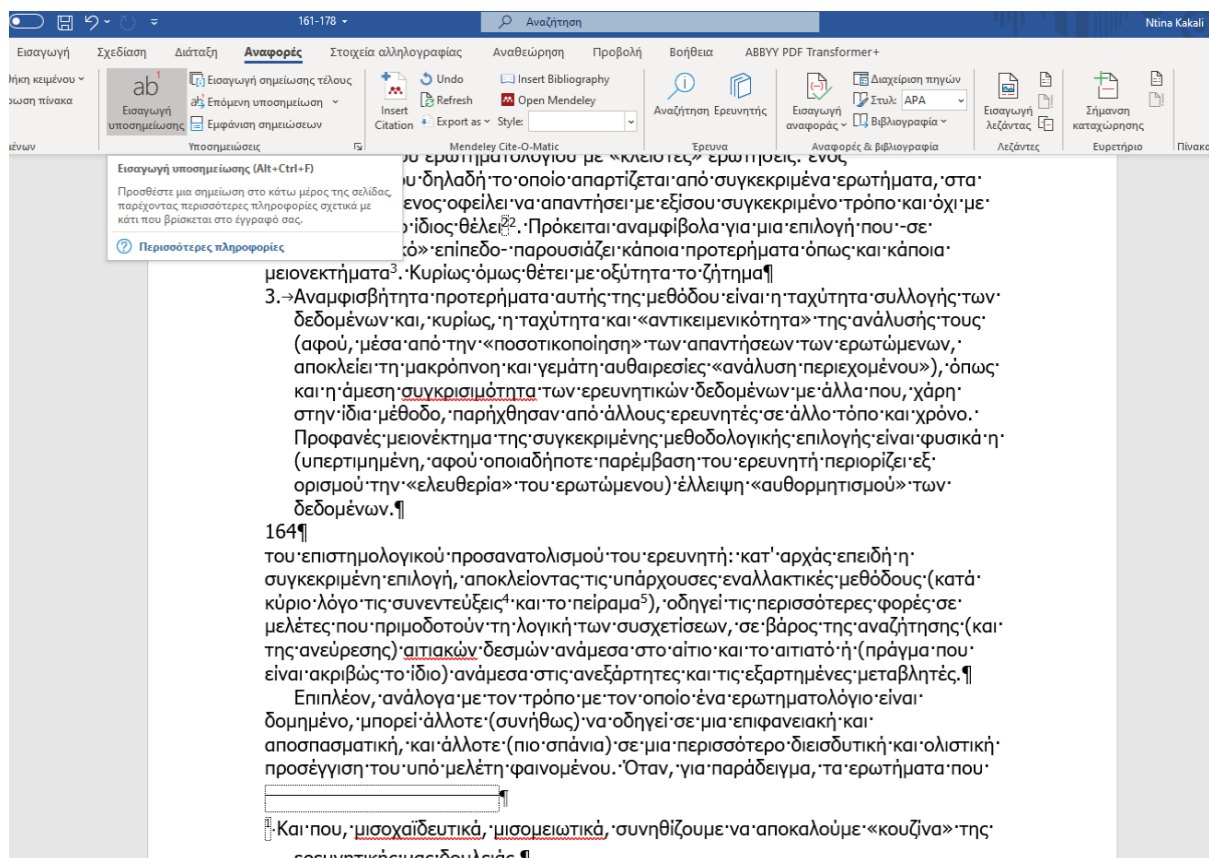 161-178
Αναζήτηση
Ntina Kakali
Εισαγωγή Σχεδίαση Διάταξη Αναφορές Στοιχεία αλληλογραφίας Αναθεώρηση Προβολή Βοήθεια ABBYY PDF Transformer+
κειμένου
πίνακα
ab1
Εισαγωγή
υποσημείωσης
Εισαγωγή σημείωσης τέλους
Επόμενη υποσημείωση
Εμφάνιση σημειώσεων
Υποσημειώσεις
Insert
Citation
Undo
Refresh
Export as
Insert Bibliography
Open Mendeley
Style:
Mendeley Cite-O-Matic
Αναζήτηση Ερευνητής
Έρευνα
Εισαγωγή
αναφοράς
Διαχείριση πηγών
Στυλ: APA
Βιβλιογραφία
Αναφορές & βιβλιογραφία
Εισαγωγή
λεζάντας
Λεζάντες
Σήμανση
καταχώρησης
Ευρετήριο
Εισαγωγή υποσημείωσης (Alt+Ctrl+F)
Προσθέστε μια σημείωση στο κάτω μέρος της σελίδας,
παρέχοντας περισσότερες πληροφορίες σχετικά με
κάτι που βρίσκεται στο έγγραφό σας.
Περισσότερες πληροφορίες
ερωτηματολογίου με «κλειστές» ερωτήσεις: ενός
δηλαδή το οποίο απαρτίζεται από συγκεκριμένα ερωτήματα, στα
οφείλει να απαντήσει με εξίσου συγκεκριμένο τρόπο και όχι με
ίδιος θέλει22. Πρόκειται αναμφίβολα για μια επιλογή που -σε
επίπεδο- παρουσιάζει κάποια προτερήματα όπως και κάποια
μειονεκτήματα3. Κυρίως όμως θέτει με οξύτητα το ζήτημα¶
3.→Αναμφισβήτητα προτερήματα αυτής της μεθόδου είναι η ταχύτητα συλλογής των
δεδομένων και, κυρίως, η ταχύτητα και «αντικειμενικότητα» της ανάλυσής τους
(αφού, μέσα από την «ποσοτικοποίηση» των απαντήσεων των ερωτώμενων,
αποκλείει τη μακρόπνοη και γεμάτη αυθαιρεσίες «ανάλυση περιεχομένου»), όπως
και η άμεση συγκρισιμότητα των ερευνητικών δεδομένων με άλλα που, χάρη
στην ίδια μέθοδο, παρήχθησαν από άλλους ερευνητές σε άλλο τόπο και χρόνο.
Προφανές μειονέκτημα της συγκεκριμένης μεθοδολογικής επιλογής είναι φυσικά η
(υπερτιμημένη, αφού οποιαδήποτε παρέμβαση του ερευνητή περιορίζει εξ
ορισμού την «ελευθερία» του ερωτώμενου) έλλειψη «αυθορμητισμού» των
δεδομένων.¶
164¶
του επιστημολογικού προσανατολισμού του ερευνητή: κατ' αρχάς επειδή η
συγκεκριμένη επιλογή, αποκλείοντας τις υπάρχουσες εναλλακτικές μεθόδους (κατά
κύριο λόγο τις συνεντεύξεις4 και το πείραμα5), οδηγεί τις περισσότερες φορές σε
μελέτες που πριμοδοτούν τη λογική των συσχετίσεων, σε βάρος της αναζήτησης (και
της ανεύρεσης) αιτιακών δεσμών ανάμεσα στο αίτιο και το αιτιατό ή (πράγμα που
είναι ακριβώς το ίδιο) ανάμεσα στις ανεξάρτητες και τις εξαρτημένες μεταβλητές.¶
Επιπλέον, ανάλογα με τον τρόπο με τον οποίο ένα ερωτηματολόγιο είναι
δομημένο, μπορεί άλλοτε (συνήθως) να οδηγεί σε μια επιφανειακή και
αποσπασματική, και άλλοτε (πιο σπάνια) σε μια περισσότερο διεισδυτική και ολιστική
προσέγγιση του υπό μελέτη φαινομένου. Όταν, για παράδειγμα, τα ερωτήματα που
¶
1 Και που, μισοχαϊδευτικά, μισομειωτικά, συνηθίζουμε να αποκαλούμε «κουζίνα» της
ερευνητικής μας δουλειάς.¶